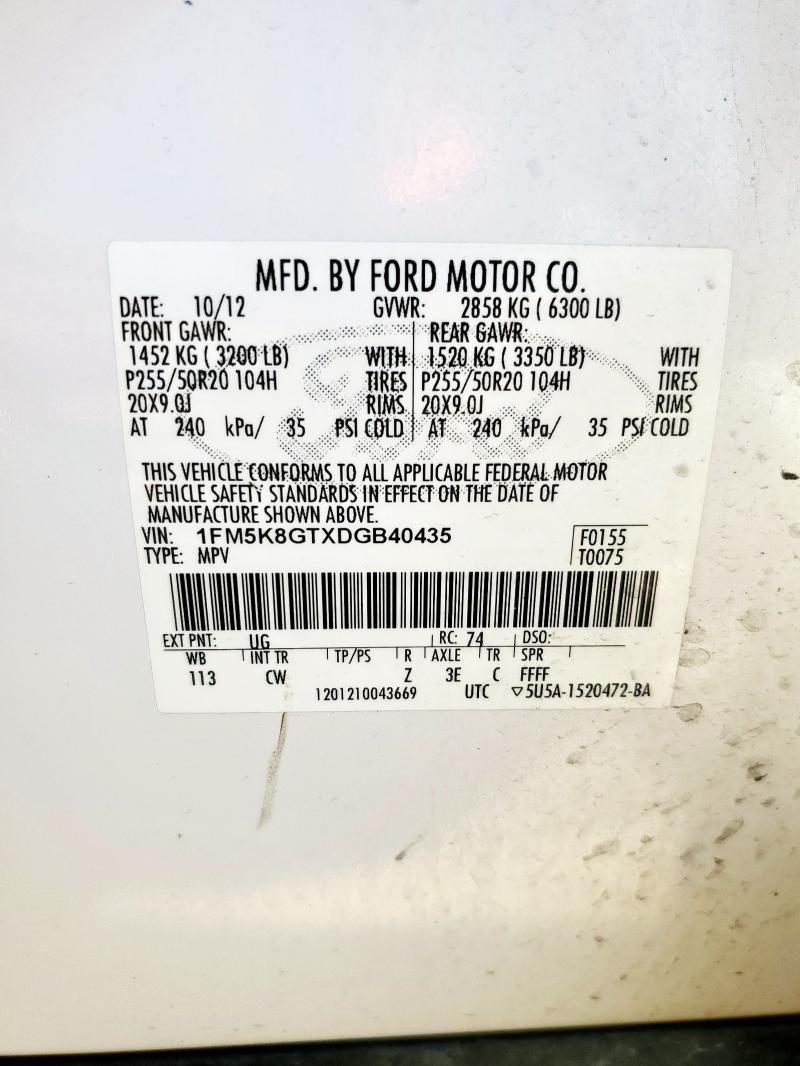 MFD. BY FORD MOTOR CO.
DATE: 10/12 GVWR: 2858 KG ( 6300 LB)
FRONT GAWR: REAR GAWR:
1452 KG ( 3200 LB) WITH 1520 KG ( 3350 LB) WITH
P255/50R20 104H TIRES P255/50R20 104H TIRES
20X9.0J RIMS 20X9.0J RIMS
AT 240 kPa/ 35 PSI COLD AT 240 kPa/ 35 PSI COLD
THIS VEHICLE CONFORMS TO ALL APPLICABLE FEDERAL MOTOR
VEHICLE SAFETY STANDARDS IN EFFECT ON THE DATE OF
MANUFACTURE SHOWN ABOVE.
VIN: 1FM5K8GTXDGB40435 F0155
TYPE: MPV T0075
EXT PNT: UG RC: 74 DSO:
WB INT TR TP/PS R AXLE TR SPR
113 CW Z 3E C FFFF
1201210043669 UTC ▽5U5A-1520472-BA